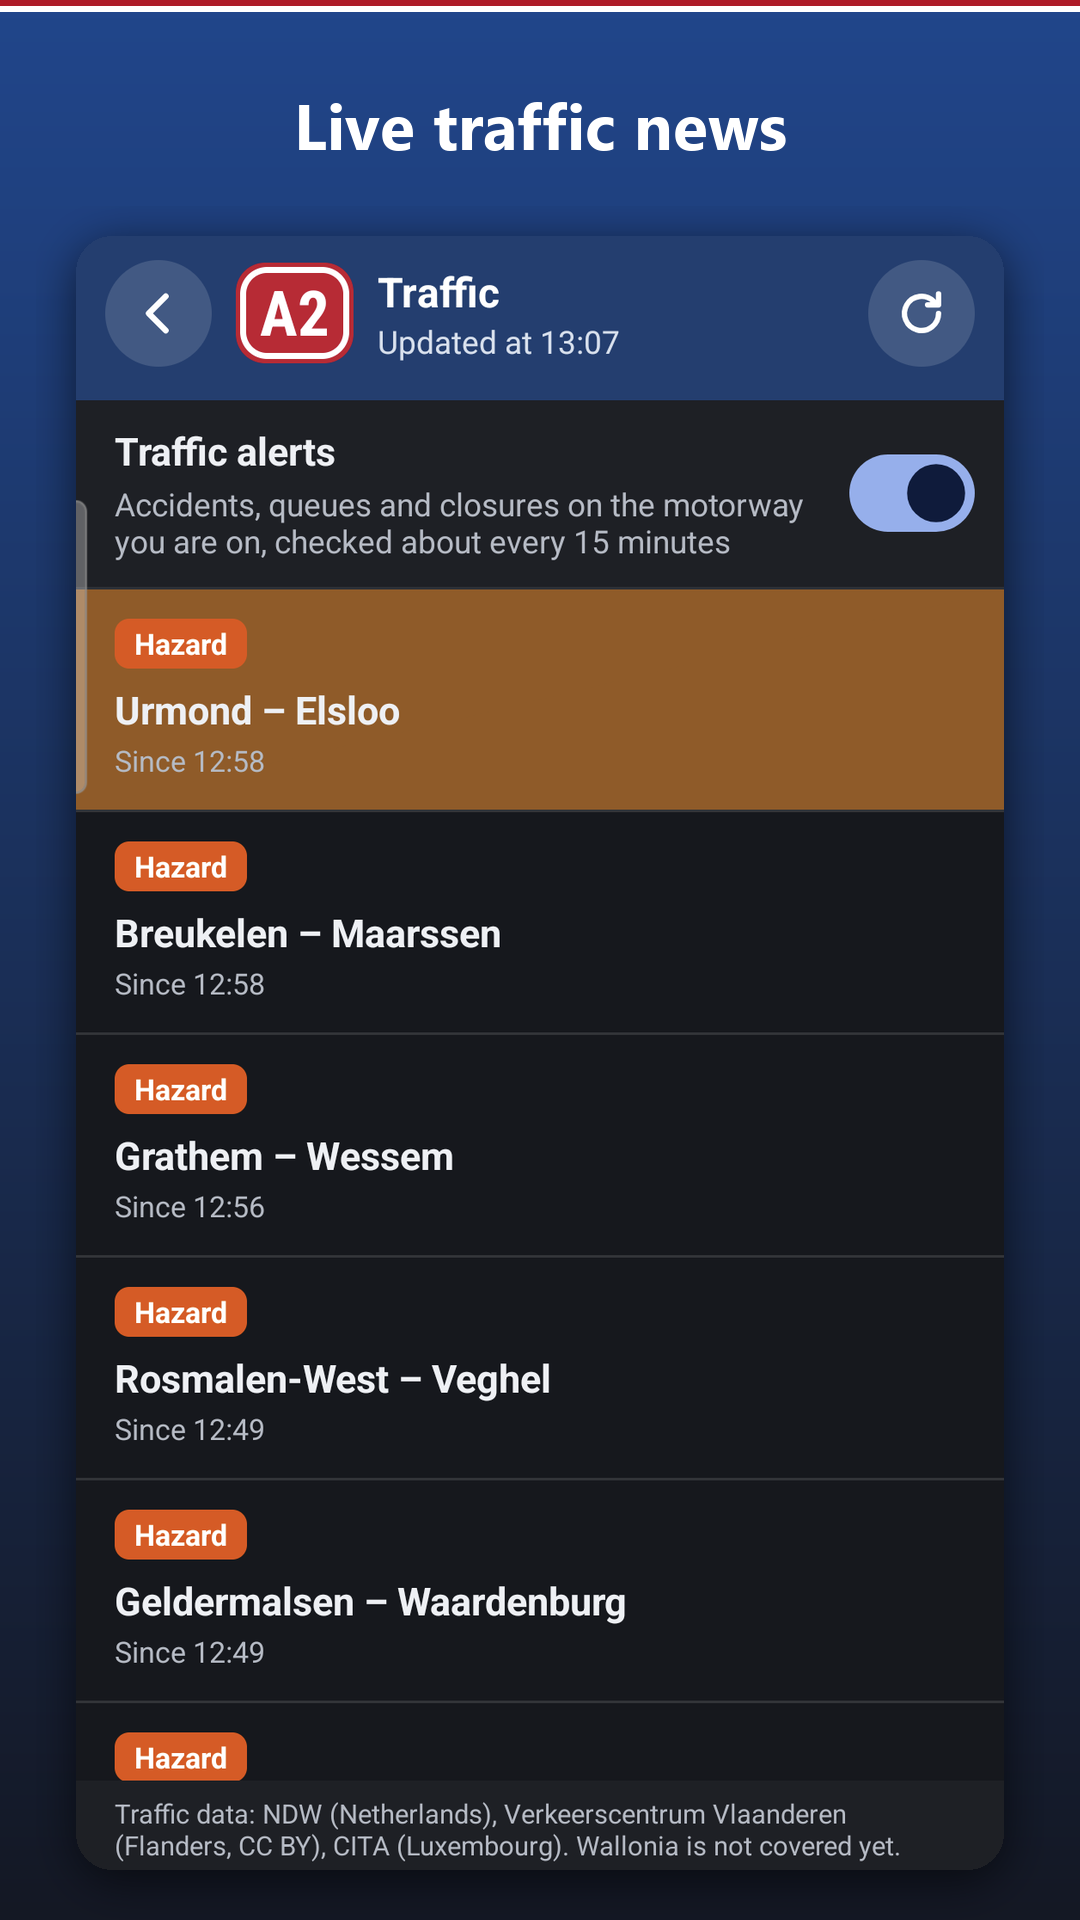 Live traffic news
A2
Traffic
Updated at 13:07
Traffic alerts
Accidents, queues and closures on the motorway
you are on, checked about every 15 minutes
Hazard
Urmond – Elsloo
Since 12:58
Hazard
Breukelen – Maarssen
Since 12:58
Hazard
Grathem – Wessem
Since 12:56
Hazard
Rosmalen-West – Veghel
Since 12:49
Hazard
Geldermalsen – Waardenburg
Since 12:49
Hazard
Traffic data: NDW (Netherlands), Verkeerscentrum Vlaanderen
(Flanders, CC BY), CITA (Luxembourg). Wallonia is not covered yet.